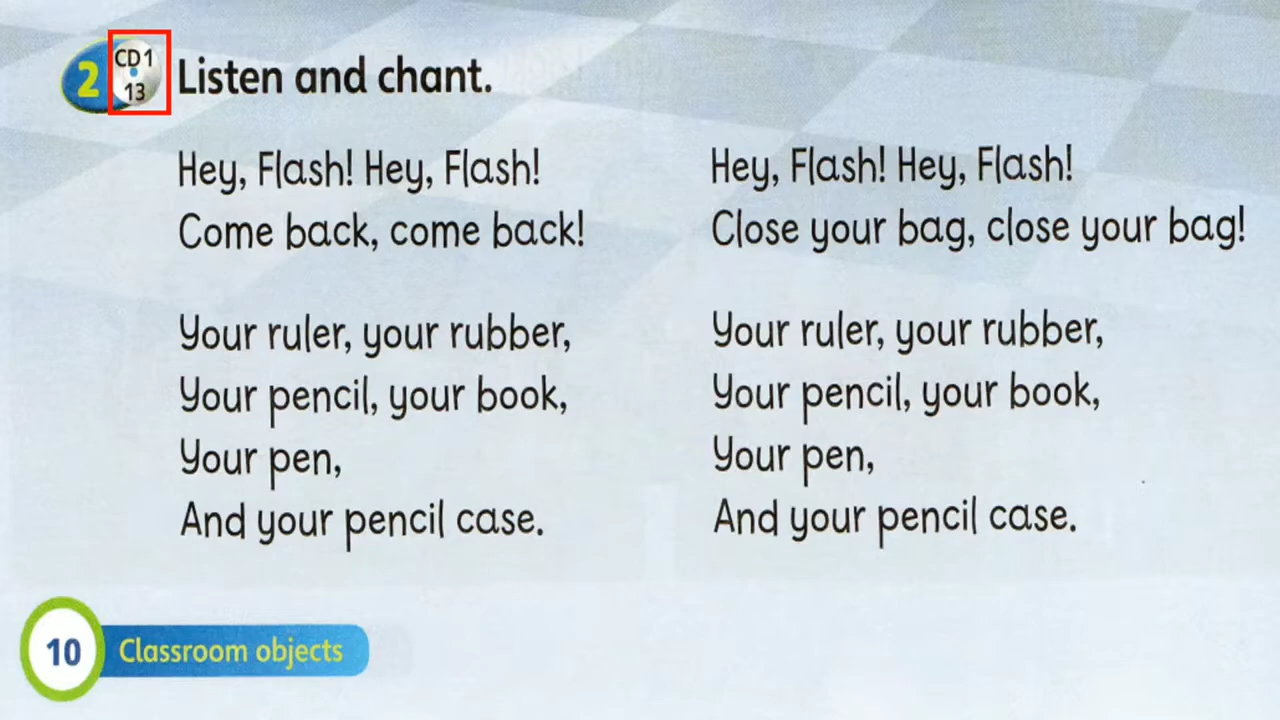 2 CD1 13 Listen and chant.
Hey, Flash! Hey, Flash!
Come back, come back!
Your ruler, your rubber,
Your pencil, your book,
Your pen,
And your pencil case.
Hey, Flash! Hey, Flash!
Close your bag, close your bag!
Your ruler, your rubber,
Your pencil, your book,
Your pen,
And your pencil case.
10 Classroom objects